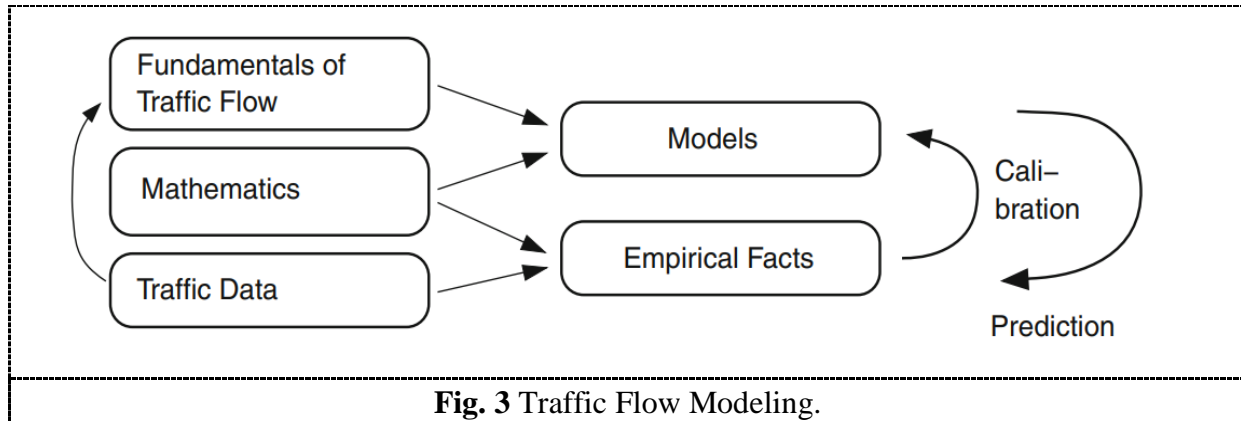 Fundamentals of
Traffic Flow
Mathematics
Traffic Data
Models
Empirical Facts
Cali–
bration
Prediction
Fig. 3 Traffic Flow Modeling.